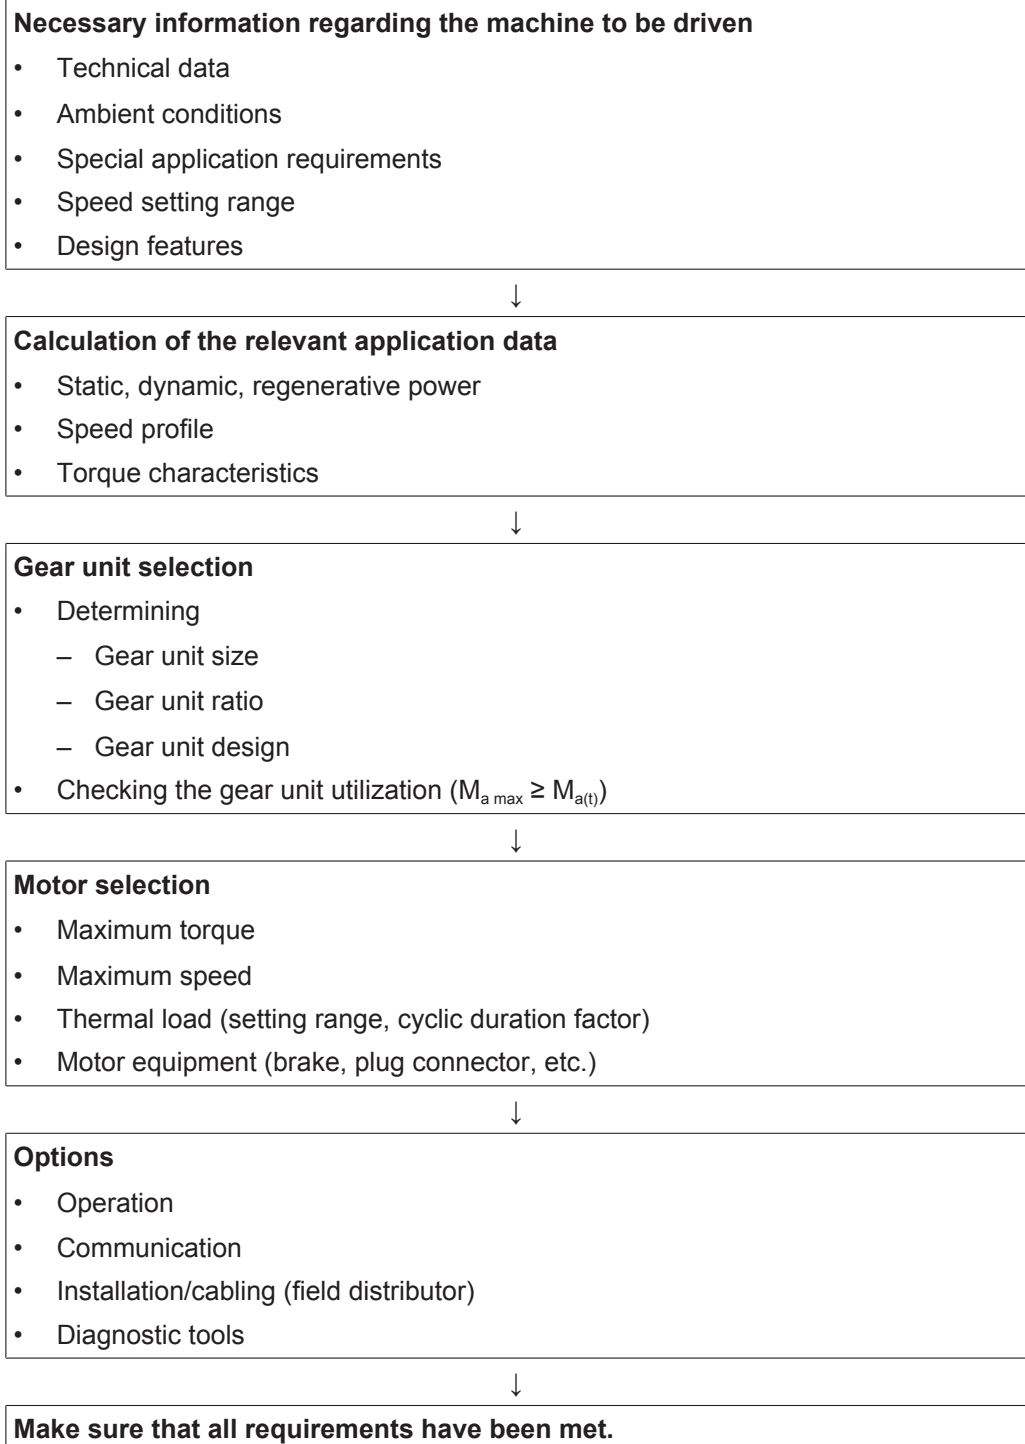 Necessary information regarding the machine to be driven
• Technical data
• Ambient conditions
• Special application requirements
• Speed setting range
• Design features
↓
Calculation of the relevant application data
• Static, dynamic, regenerative power
• Speed profile
• Torque characteristics
↓
Gear unit selection
• Determining
– Gear unit size
– Gear unit ratio
– Gear unit design
• Checking the gear unit utilization (Ma max ≥ Ma(t))
↓
Motor selection
• Maximum torque
• Maximum speed
• Thermal load (setting range, cyclic duration factor)
• Motor equipment (brake, plug connector, etc.)
↓
Options
• Operation
• Communication
• Installation/cabling (field distributor)
• Diagnostic tools
↓
Make sure that all requirements have been met.